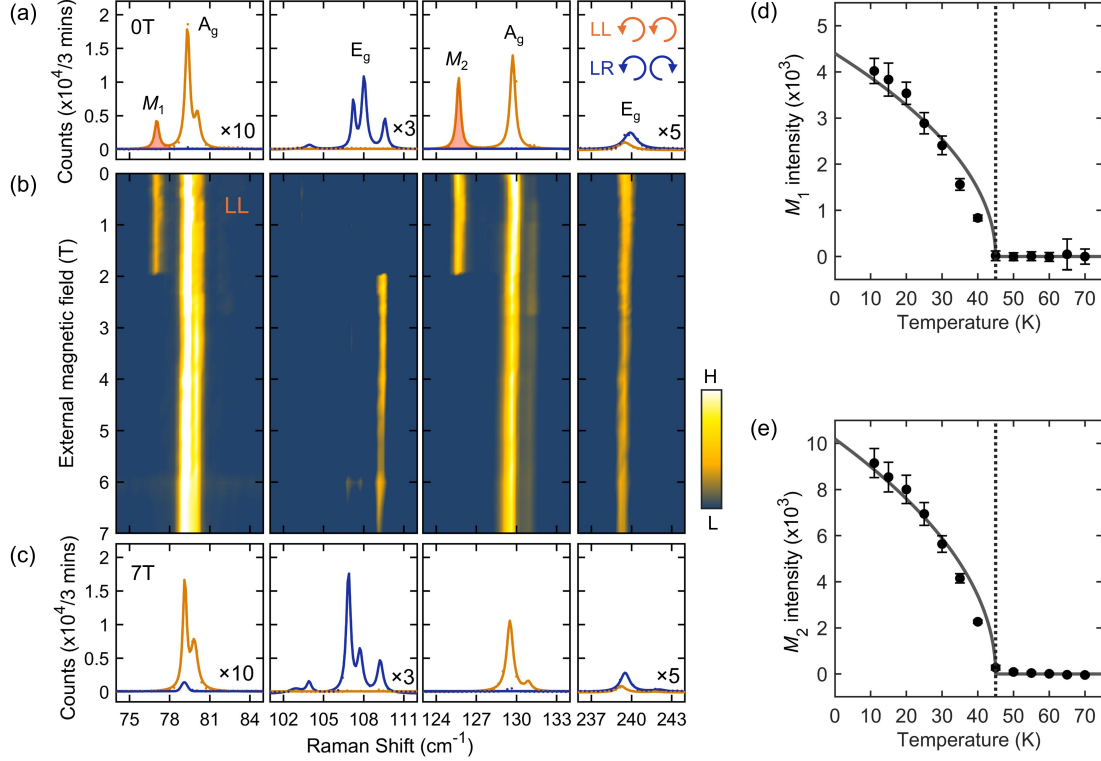 (a)
Counts (x10⁴/3 mins)
2
1.5
1
0.5
0
0T
M₁
A_g
×10
E_g
×3
M₂
A_g
LL
LR
E_g
×5
(b)
External magnetic field (T)
0
1
2
3
4
5
6
7
LL
H
L
(c)
Counts (x10⁴/3 mins)
2
1.5
1
0.5
0
7T
×10
×3
×5
75 78 81 84
102 105 108 111
124 127 130 133
237 240 243
Raman Shift (cm⁻¹)
(d)
M₁ intensity (x10³)
5
4
3
2
1
0
0 10 20 30 40 50 60 70
Temperature (K)
(e)
M₂ intensity (x10³)
10
8
6
4
2
0
0 10 20 30 40 50 60 70
Temperature (K)